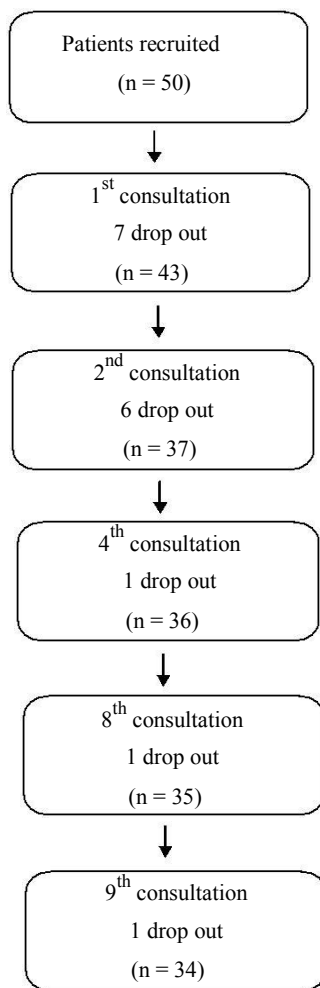 Patients recruited
(n = 50)
1st consultation
7 drop out
(n = 43)
2nd consultation
6 drop out
(n = 37)
4th consultation
1 drop out
(n = 36)
8th consultation
1 drop out
(n = 35)
9th consultation
1 drop out
(n = 34)